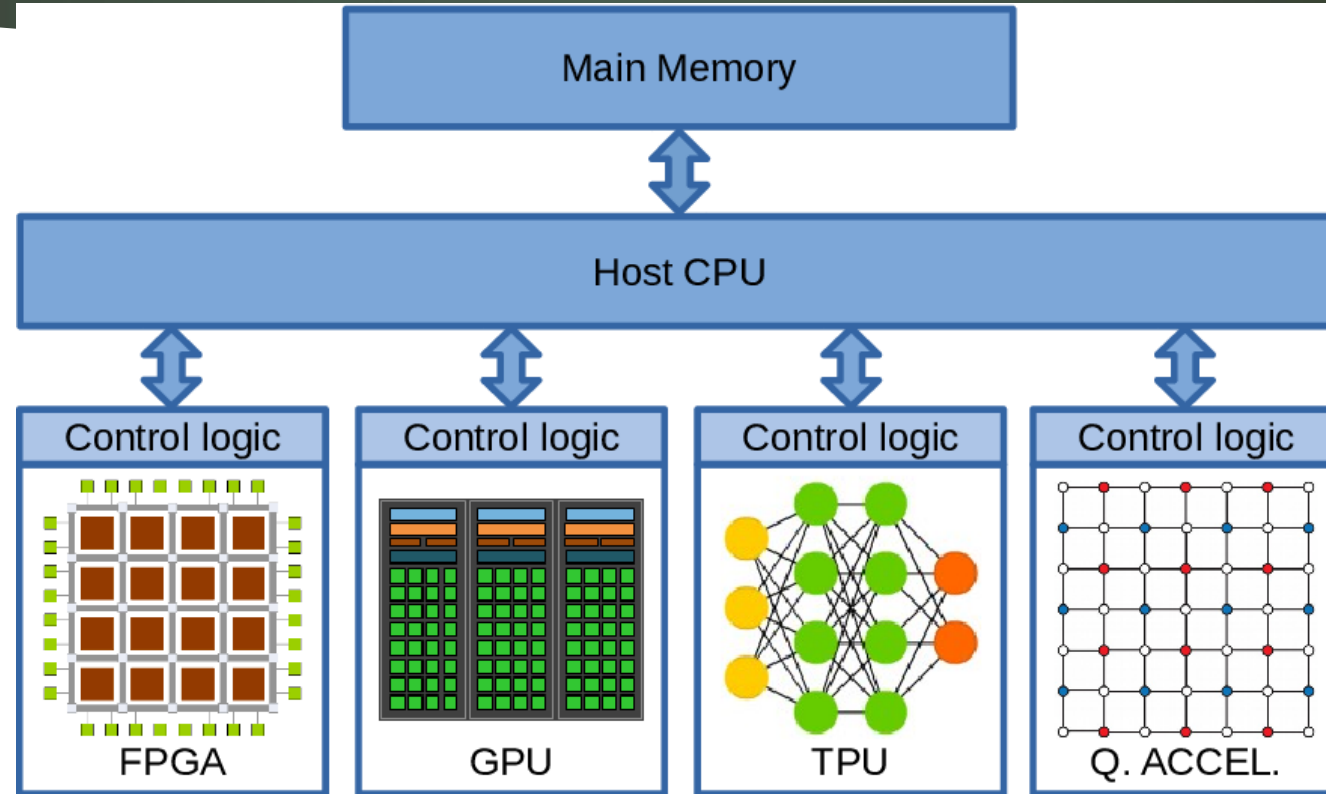 Main Memory
Host CPU
Control logic
Control logic
Control logic
Control logic
FPGA
GPU
TPU
Q. ACCEL.